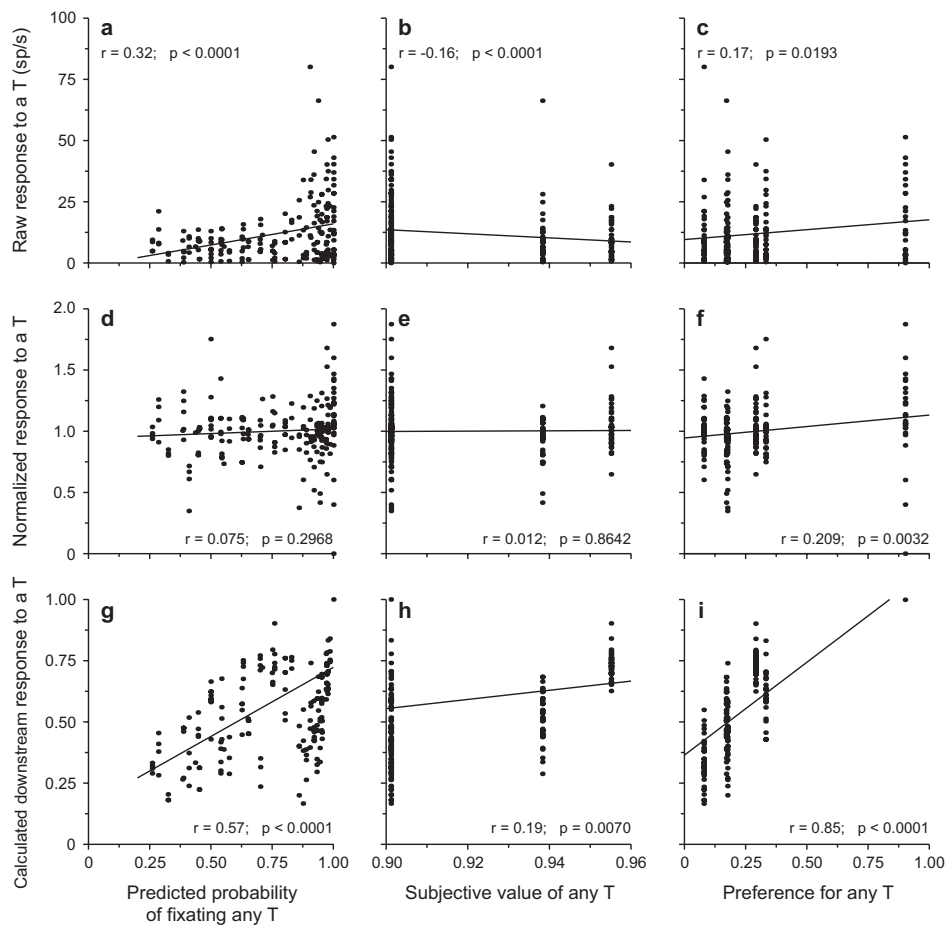 a
b
c
r = 0.32;   p < 0.0001
r = -0.16;   p < 0.0001
r = 0.17;   p = 0.0193
Raw response to a T (sp/s)
100
75
50
25
0
d
e
f
Normalized response to a T
2.0
1.5
1.0
0.5
0
r = 0.075;   p = 0.2968
r = 0.012;   p = 0.8642
r = 0.209;   p = 0.0032
g
h
i
Calculated downstream response to a T
1.00
0.75
0.50
0.25
0
r = 0.57;   p < 0.0001
r = 0.19;   p = 0.0070
r = 0.85;   p < 0.0001
0 0.25 0.50 0.75 1.00
0.90 0.92 0.94 0.96
0 0.25 0.50 0.75 1.00
Predicted probability
of fixating any T
Subjective value of any T
Preference for any T